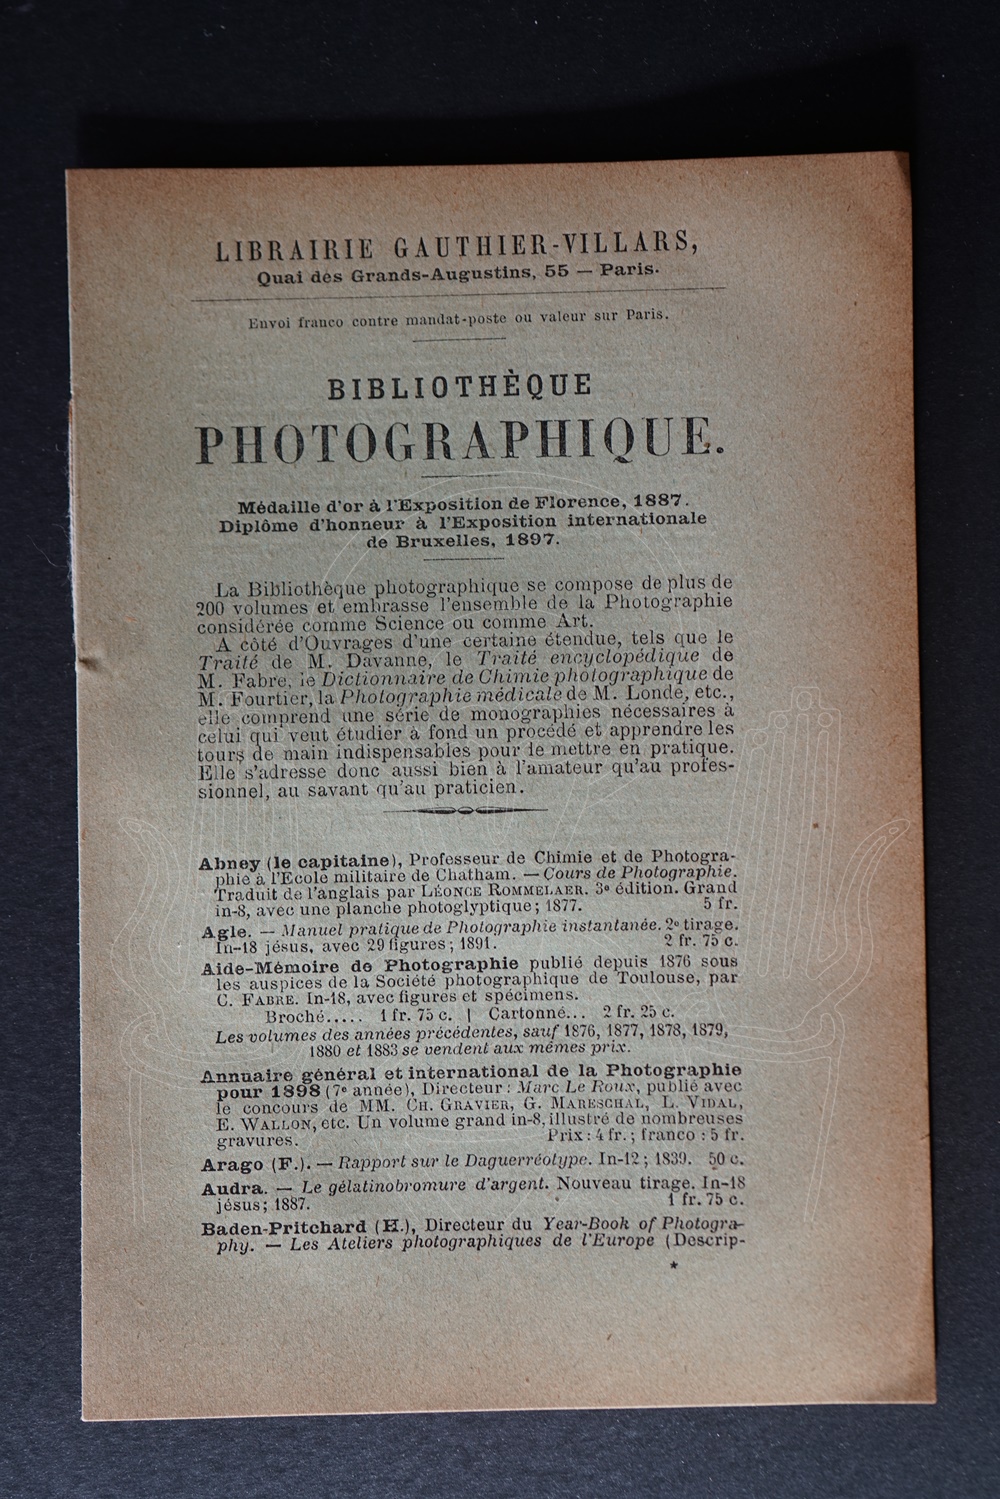 LIBRAIRIE GAUTHIER-VILLARS,
Quai des Grands-Augustins, 55 — Paris.
Envoi franco contre mandat-poste ou valeur sur Paris.
BIBLIOTHÈQUE
PHOTOGRAPHIQUE.
Médaille d'or à l'Exposition de Florence, 1887.
Diplôme d'honneur à l'Exposition internationale
de Bruxelles, 1897.
La Bibliothèque photographique se compose de plus de
200 volumes et embrasse l'ensemble de la Photographie
considérée comme Science ou comme Art.
A côté d'Ouvrages d'une certaine étendue, tels que le
Traité de M. Davanne, le Traité encyclopédique de
M. Fabre, le Dictionnaire de Chimie photographique de
M. Fourtier, la Photographie médicale de M. Londe, etc.,
elle comprend une série de monographies nécessaires à
celui qui veut étudier à fond un procédé et apprendre les
tours de main indispensables pour le mettre en pratique.
Elle s'adresse donc aussi bien à l'amateur qu'au profes-
sionnel, au savant qu'au praticien.
Abney (le capitaine), Professeur de Chimie et de Photogra-
phie à l'Ecole militaire de Chatham. — Cours de Photographie.
Traduit de l'anglais par LÉONCE ROMMELAER. 3e édition. Grand
in-8, avec une planche photoglyptique; 1877. 5 fr.
Agle. — Manuel pratique de Photographie instantanée. 2e tirage.
In-18 jésus, avec 29 figures; 1891. 2 fr. 75 c.
Aide-Mémoire de Photographie publié depuis 1876 sous
les auspices de la Société photographique de Toulouse, par
C. FABRE. In-18, avec figures et spécimens.
Broché..... 1 fr. 75 c. | Cartonné... 2 fr. 25 c.
Les volumes des années précédentes, sauf 1876, 1877, 1878, 1879,
1880 et 1883 se vendent aux mêmes prix.
Annuaire général et international de la Photographie
pour 1898 (7e année), Directeur: Marc Le Roux, publié avec
le concours de MM. CH. GRAVIER, G. MARESCHAL, L. VIDAL,
E. WALLON, etc. Un volume grand in-8, illustré de nombreuses
gravures. Prix: 4 fr.; franco: 5 fr.
Arago (F.). — Rapport sur le Daguerréotype. In-12; 1839. 50 c.
Audra. — Le gélatinobromure d'argent. Nouveau tirage. In-18
jésus; 1887. 1 fr. 75 c.
Baden-Pritchard (H.), Directeur du Year-Book of Photogra-
phy. — Les Ateliers photographiques de l'Europe (Descrip-
*